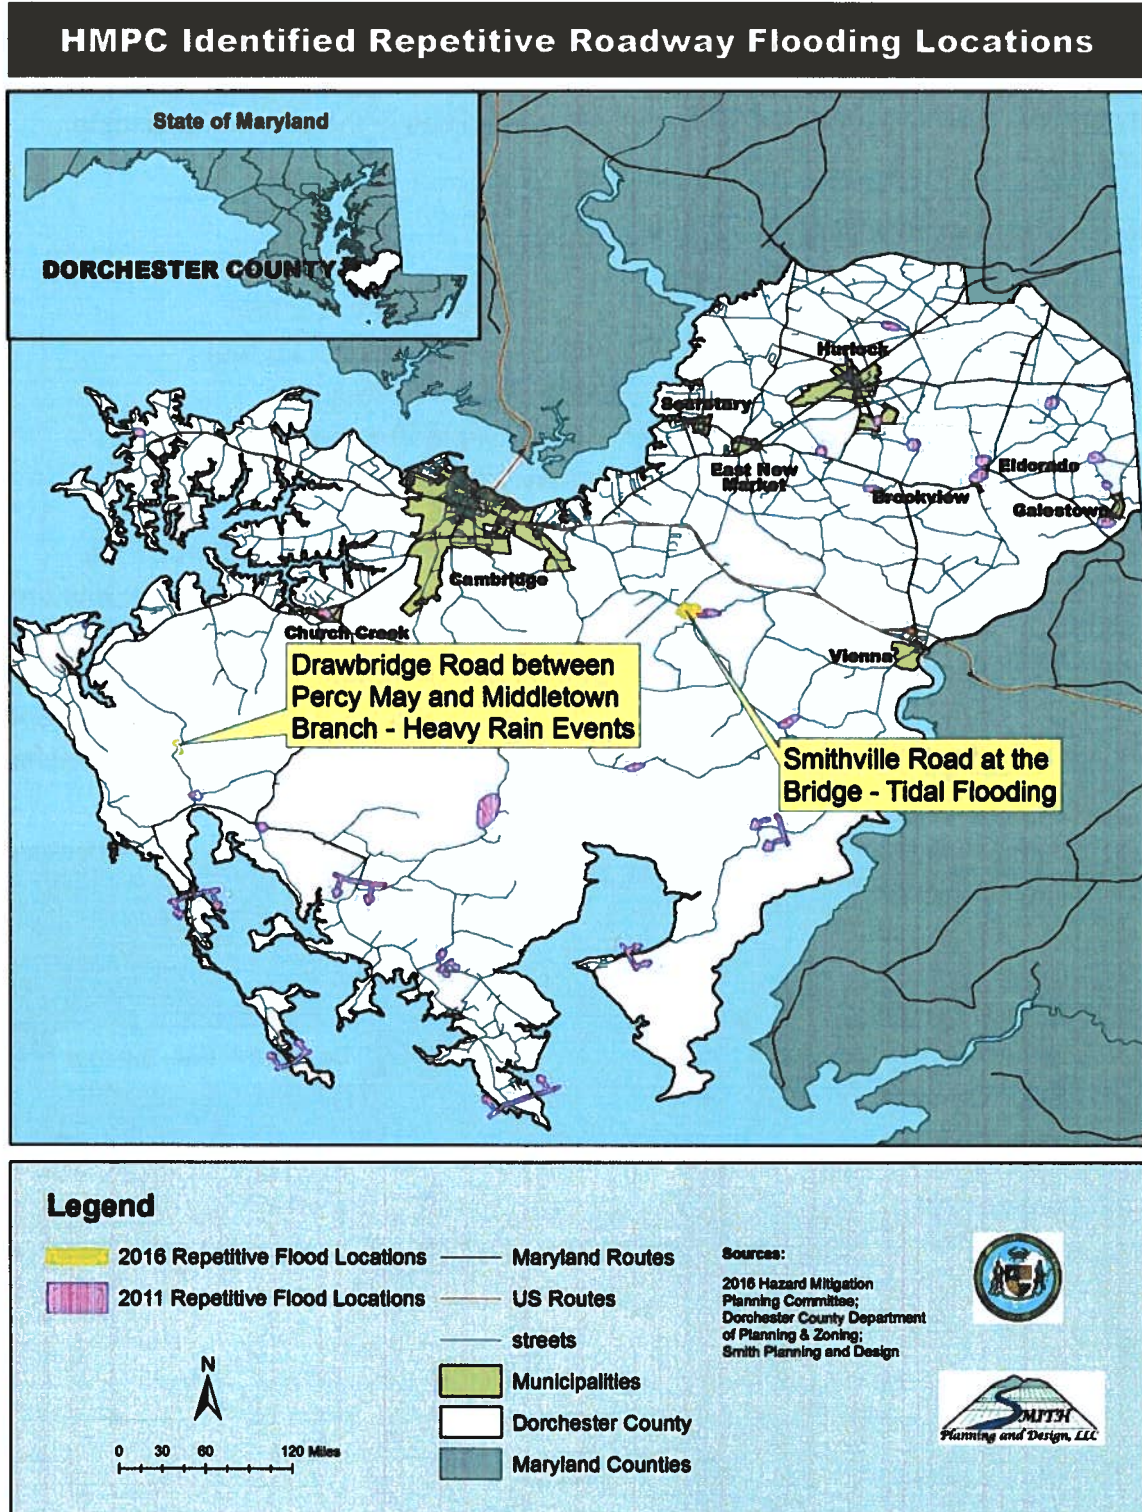 HMPC Identified Repetitive Roadway Flooding Locations
State of Maryland
DORCHESTER COUNTY
Hurlock
Secretary
East New
Market
Eldorado
Brookview
Galestown
Cambridge
Church Creek
Vienna
Drawbridge Road between
Percy May and Middletown
Branch - Heavy Rain Events
Smithville Road at the
Bridge - Tidal Flooding
Legend
2016 Repetitive Flood Locations
2011 Repetitive Flood Locations
Maryland Routes
US Routes
streets
Municipalities
Dorchester County
Maryland Counties
N
0 30 60 120 Miles
Sources:
2016 Hazard Mitigation
Planning Committee;
Dorchester County Department
of Planning & Zoning;
Smith Planning and Design
SMITH
Planning and Design, LLC